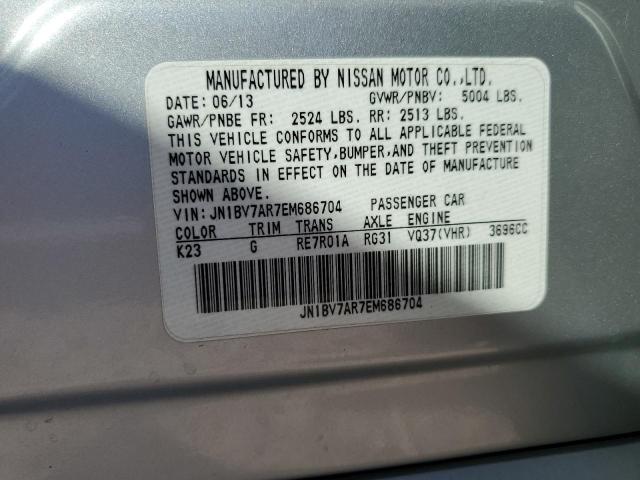 MANUFACTURED BY NISSAN MOTOR CO.,LTD.
DATE: 06/13 GVWR/PNBV: 5004 LBS.
GAWR/PNBE FR: 2524 LBS. RR: 2513 LBS.
THIS VEHICLE CONFORMS TO ALL APPLICABLE FEDERAL
MOTOR VEHICLE SAFETY,BUMPER,AND THEFT PREVENTION
STANDARDS IN EFFECT ON THE DATE OF MANUFACTURE
SHOWN ABOVE.
VIN: JN1BV7AR7EM686704 PASSENGER CAR
COLOR TRIM TRANS AXLE ENGINE
K23 G RE7R01A RG31 VQ37(VHR) 3696CC
JN1BV7AR7EM686704